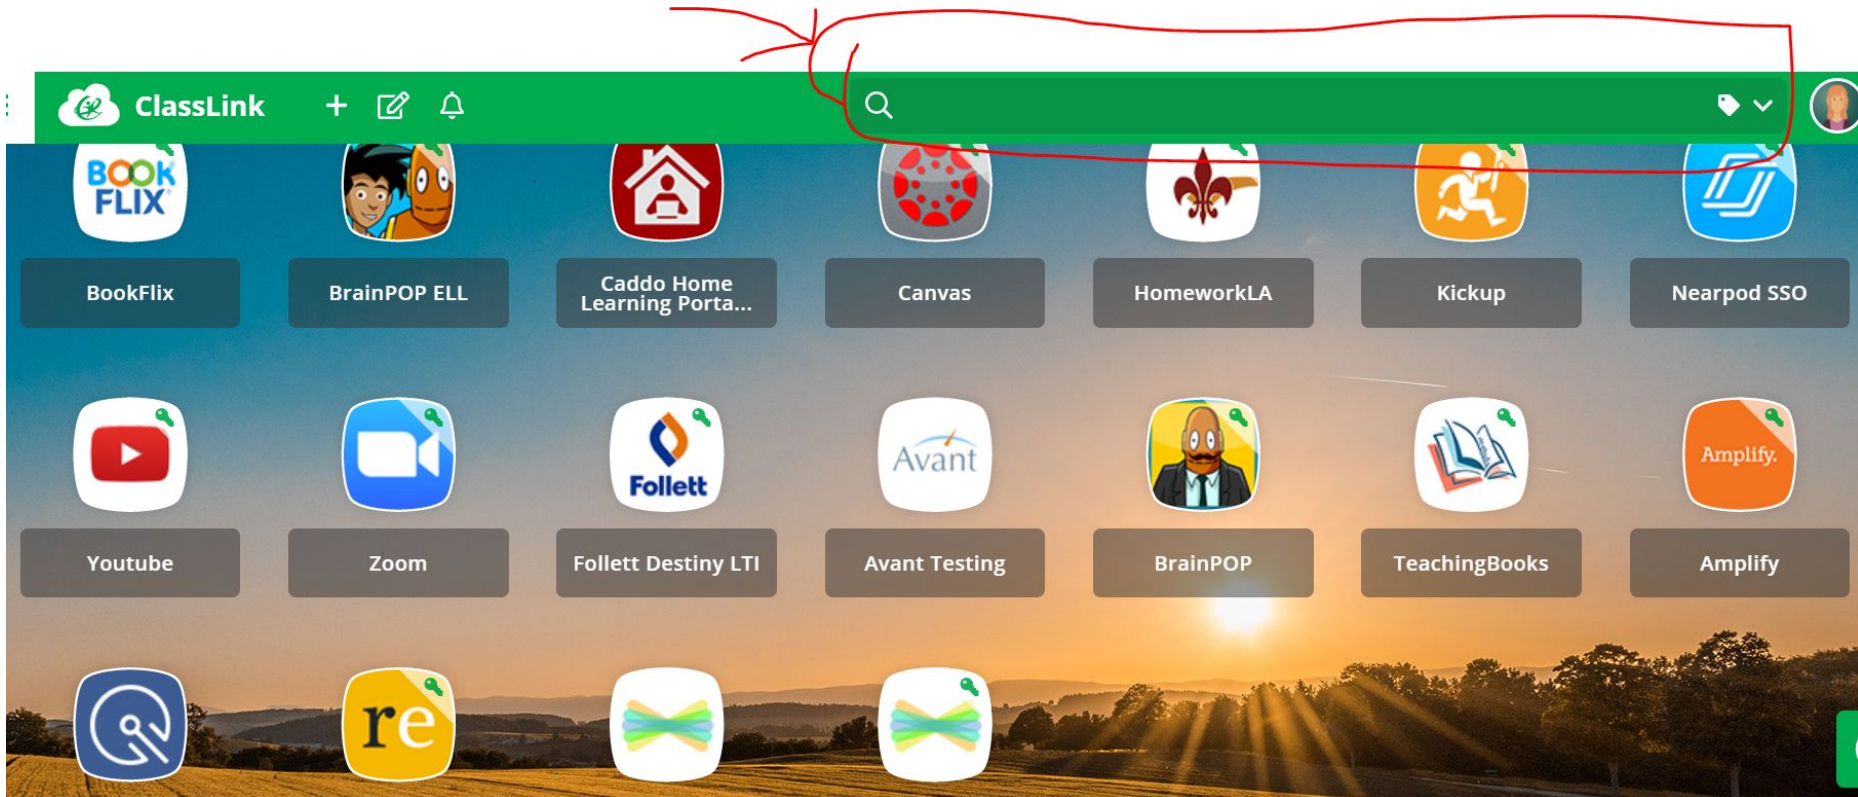 ClassLink
BOOK
FLIX
BookFlix
BrainPOP ELL
Caddo Home
Learning Porta...
Canvas
HomeworkLA
Kickup
Nearpod SSO
Follett
Avant
Amplify.
Youtube
Zoom
Follett Destiny LTI
Avant Testing
BrainPOP
TeachingBooks
Amplify
re